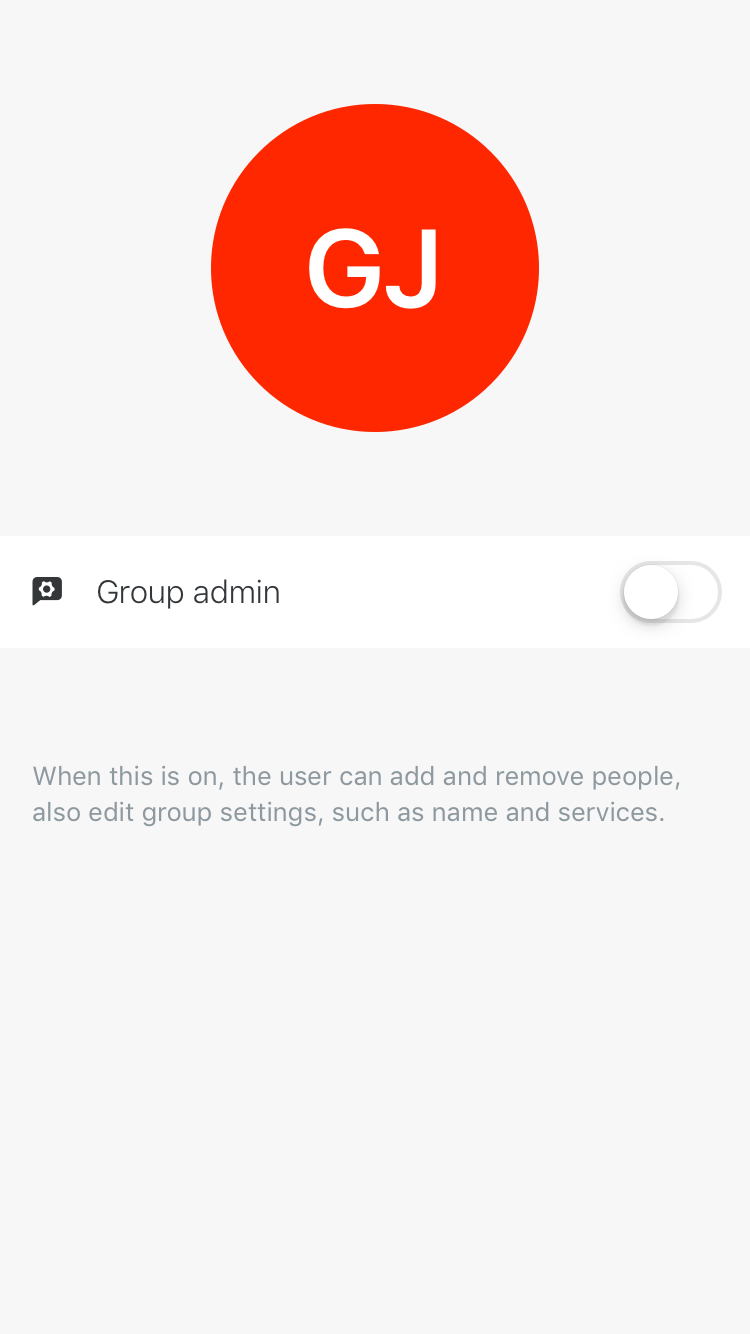 GJ
Group admin
When this is on, the user can add and remove people,
also edit group settings, such as name and services.